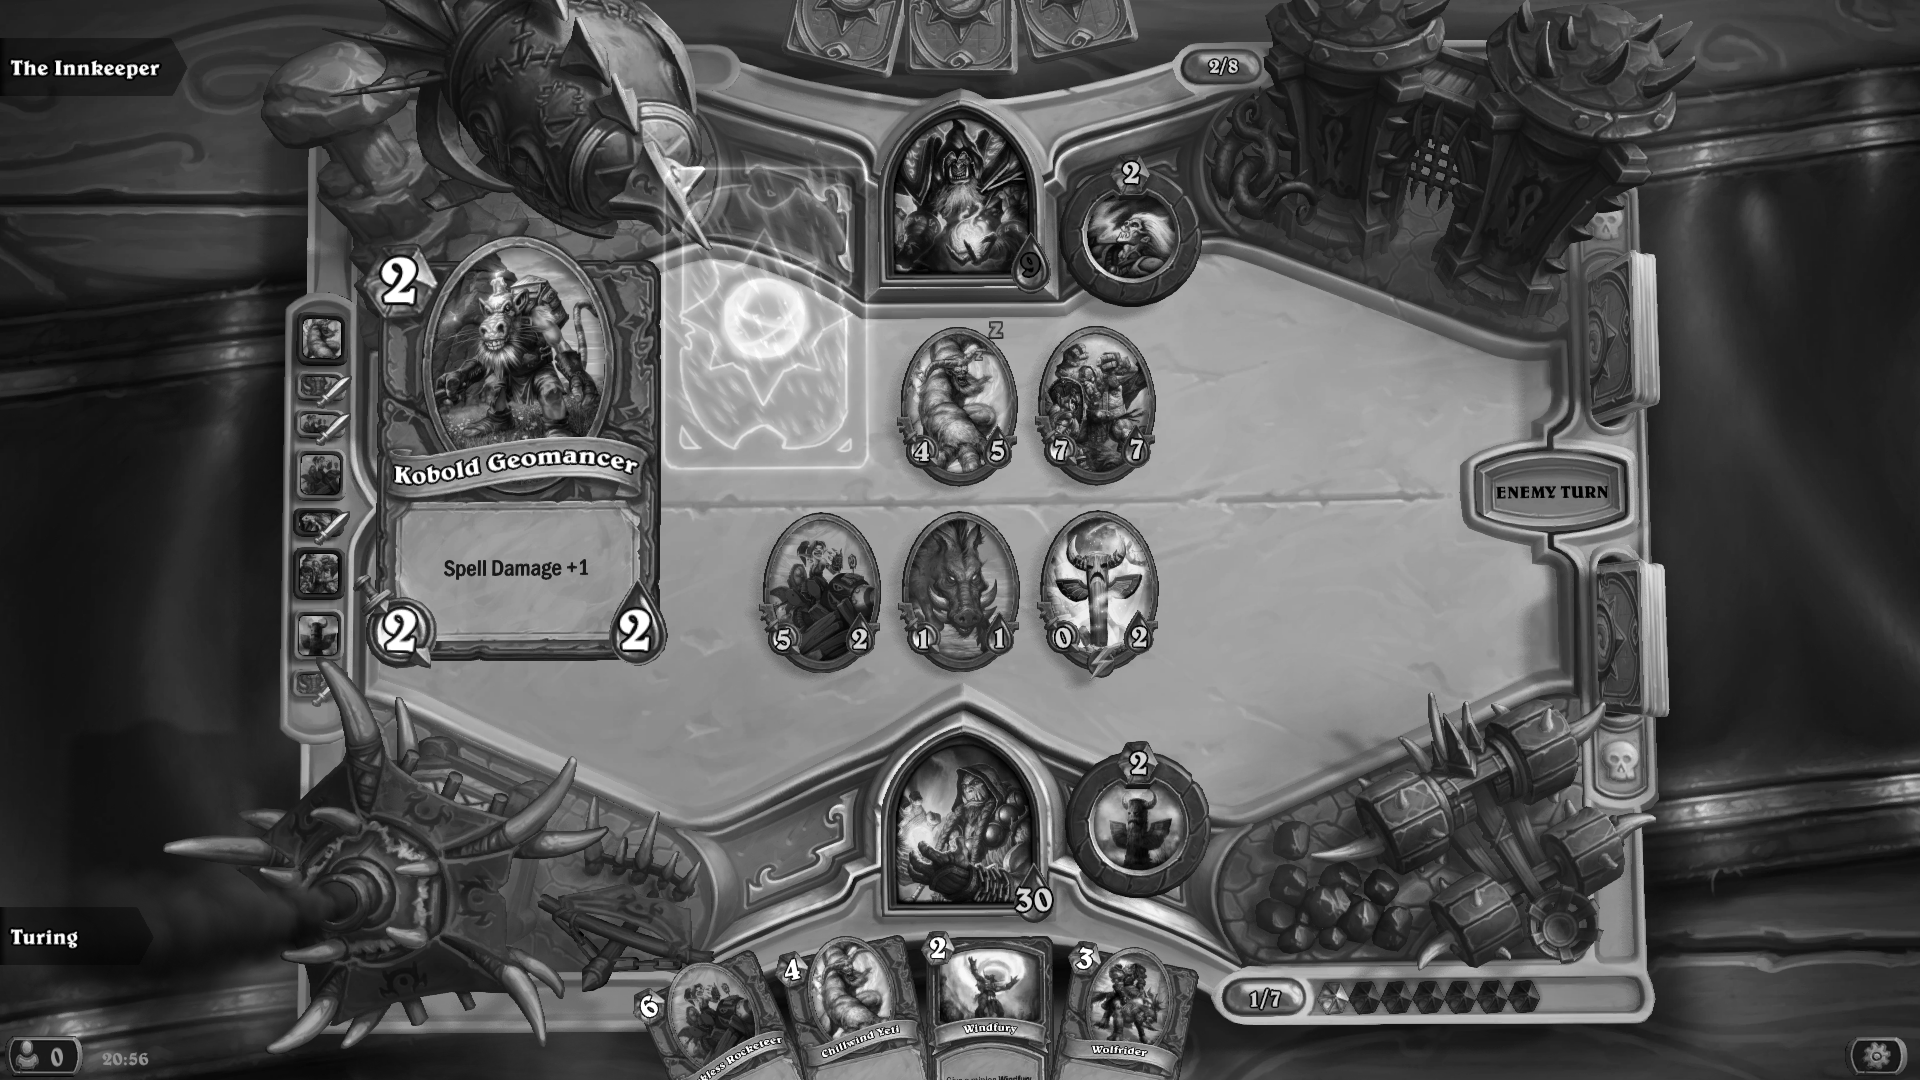 The Innkeeper
2/8
2
9
2
Kobold Geomancer
Spell Damage +1
2
2
z
4
5
7
7
ENEMY TURN
5
2
1
1
0
2
2
30
Turing
6
4
2
3
Rocketeer
Chillwind Yeti
Windfury
Wolfrider
1/7
0
20:56